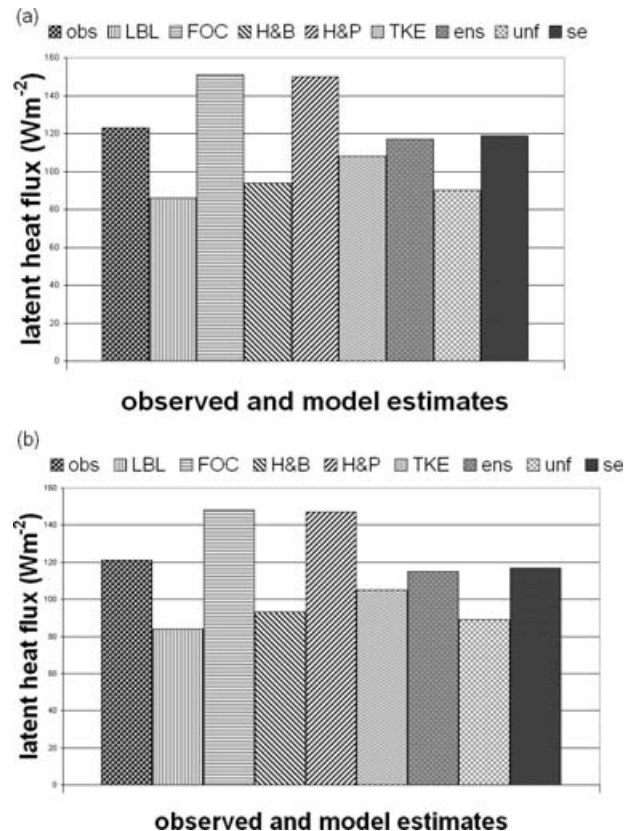 (a)
obs LBL FOC H&B H&P TKE ens unf se
latent heat flux (Wm-2)
160
140
120
100
80
60
40
20
0
observed and model estimates
(b)
obs LBL FOC H&B H&P TKE ens unf se
latent heat flux (Wm-2)
160
140
120
100
80
60
40
20
0
observed and model estimates